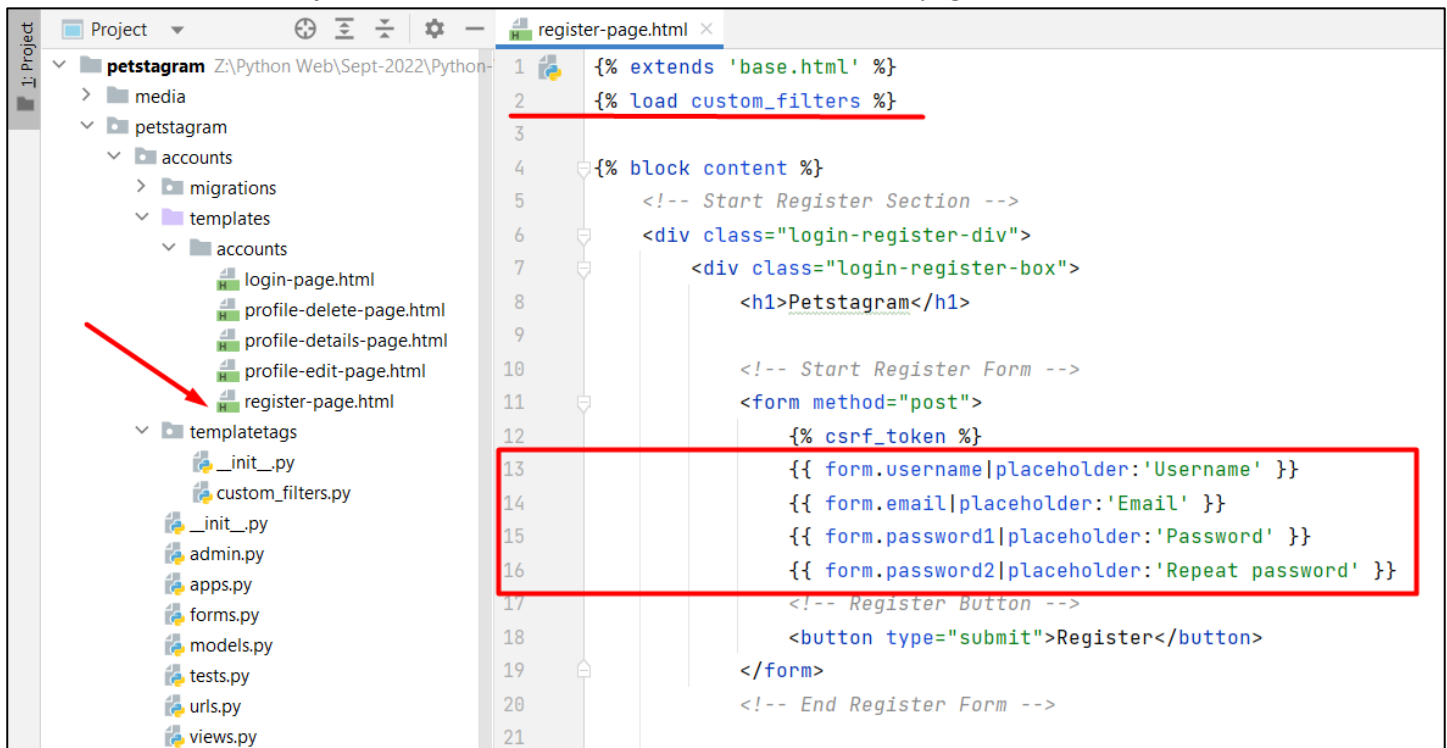 1: Project
Project
petstagram Z:\Python Web\Sept-2022\Python-
media
petstagram
accounts
migrations
templates
accounts
login-page.html
profile-delete-page.html
profile-details-page.html
profile-edit-page.html
register-page.html
templatetags
__init__.py
custom_filters.py
__init__.py
admin.py
apps.py
forms.py
models.py
tests.py
urls.py
views.py
register-page.html
1 {% extends 'base.html' %}
2 {% load custom_filters %}
3
4 {% block content %}
5 <!-- Start Register Section -->
6 <div class="login-register-div">
7 <div class="login-register-box">
8 <h1>Petstagram</h1>
9
10 <!-- Start Register Form -->
11 <form method="post">
12 {% csrf_token %}
13 {{ form.username|placeholder:'Username' }}
14 {{ form.email|placeholder:'Email' }}
15 {{ form.password1|placeholder:'Password' }}
16 {{ form.password2|placeholder:'Repeat password' }}
17 <!-- Register Button -->
18 <button type="submit">Register</button>
19 </form>
20 <!-- End Register Form -->
21